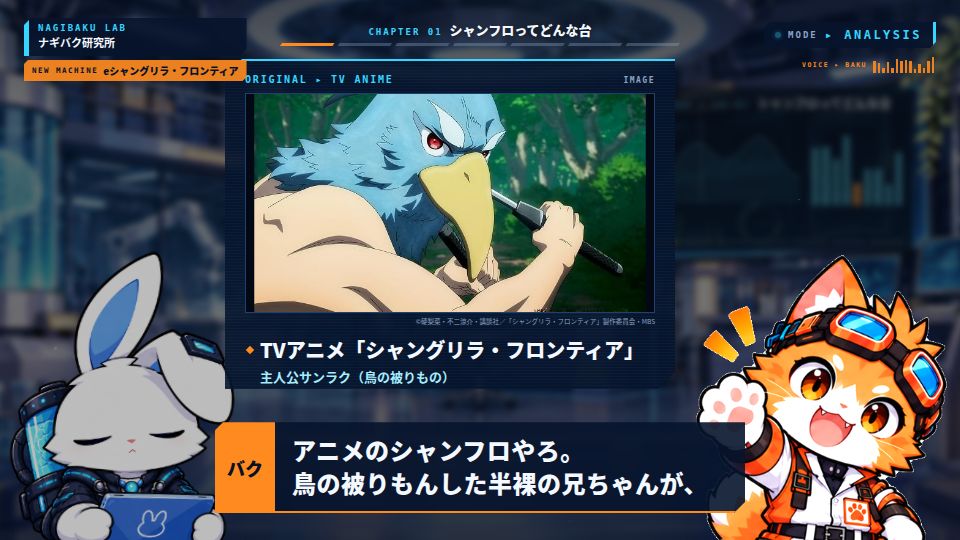 NAGIBAKU LAB
ナギバク研究所
NEW MACHINE eシャングリラ・フロンティア
CHAPTER 01 シャンフロってどんな台
MODE ▸ ANALYSIS
VOICE ▸ BAKU
ORIGINAL ▸ TV ANIME
IMAGE
©硬梨菜・不二涼介・講談社／「シャングリラ・フロンティア」製作委員会・MBS
TVアニメ「シャングリラ・フロンティア」
主人公サンラク（鳥の被りもの）
バク
アニメのシャンフロやろ。
鳥の被りもんした半裸の兄ちゃんが、